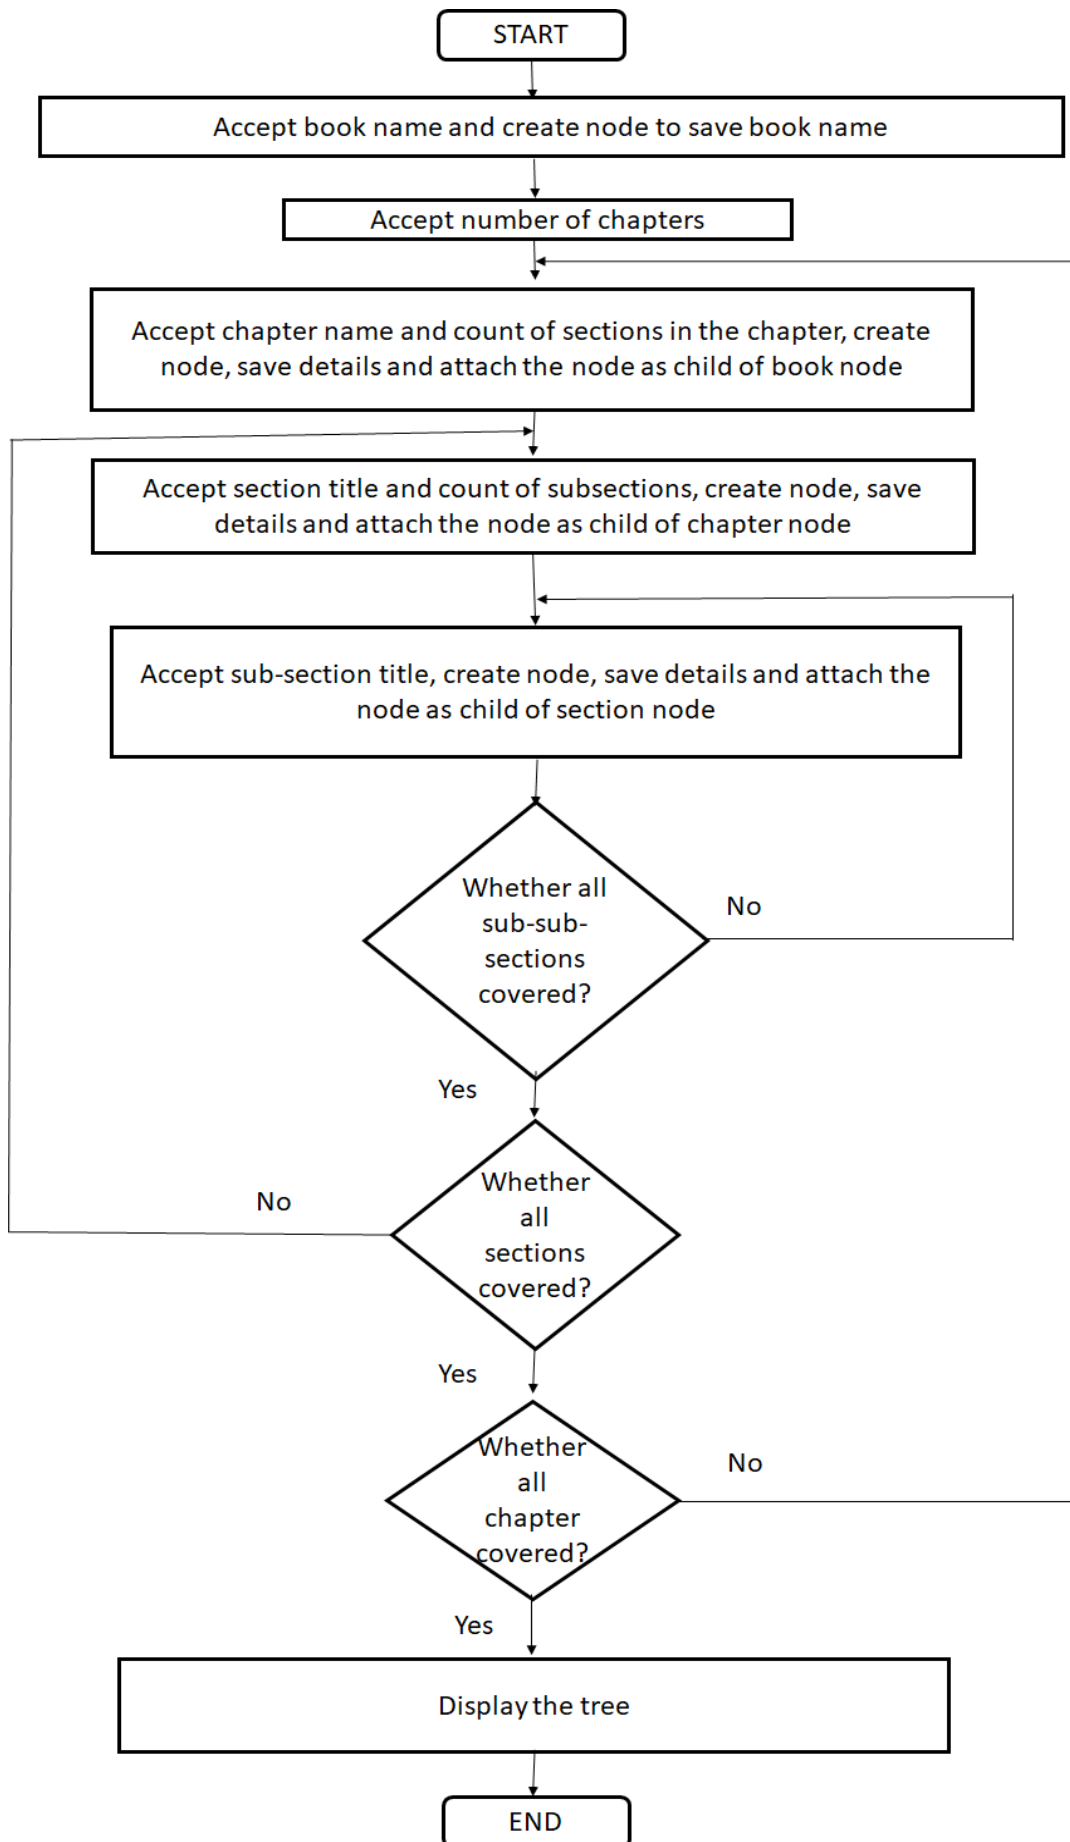 START
Accept book name and create node to save book name
Accept number of chapters
Accept chapter name and count of sections in the chapter, create
node, save details and attach the node as child of book node
Accept section title and count of subsections, create node, save
details and attach the node as child of chapter node
Accept sub-section title, create node, save details and attach the
node as child of section node
Whether all
sub-sub-
sections
covered?
No
Yes
Whether
all
sections
covered?
No
Yes
Whether
all
chapter
covered?
No
Yes
Display the tree
END